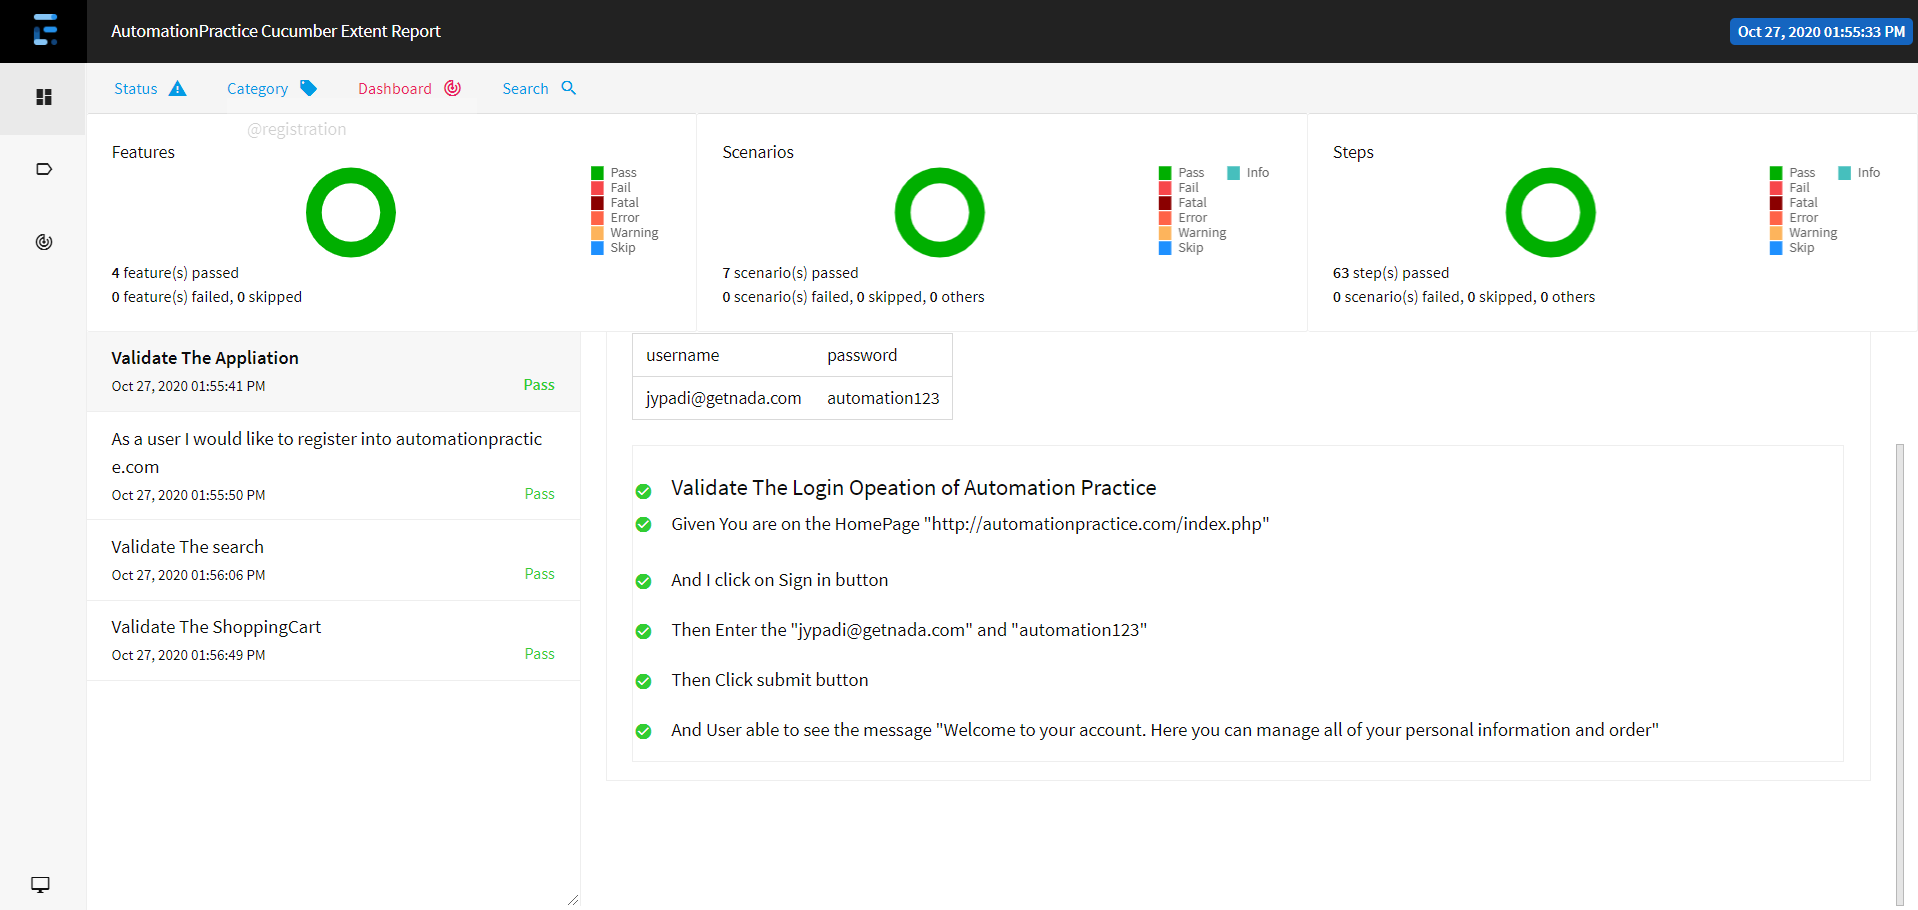 AutomationPractice Cucumber Extent Report
Oct 27, 2020 01:55:33 PM
Status
Category
Dashboard
Search
@registration
Features
Pass
Fail
Fatal
Error
Warning
Skip
4 feature(s) passed
0 feature(s) failed, 0 skipped
Scenarios
Pass
Info
Fail
Fatal
Error
Warning
Skip
7 scenario(s) passed
0 scenario(s) failed, 0 skipped, 0 others
Steps
Pass
Info
Fail
Fatal
Error
Warning
Skip
63 step(s) passed
0 scenario(s) failed, 0 skipped, 0 others
Validate The Appliation
Oct 27, 2020 01:55:41 PM
Pass
As a user I would like to register into automationpractic
e.com
Oct 27, 2020 01:55:50 PM
Pass
Validate The search
Oct 27, 2020 01:56:06 PM
Pass
Validate The ShoppingCart
Oct 27, 2020 01:56:49 PM
Pass
username password
jypadi@getnada.com automation123
Validate The Login Opeation of Automation Practice
Given You are on the HomePage "http://automationpractice.com/index.php"
And I click on Sign in button
Then Enter the "jypadi@getnada.com" and "automation123"
Then Click submit button
And User able to see the message "Welcome to your account. Here you can manage all of your personal information and order"